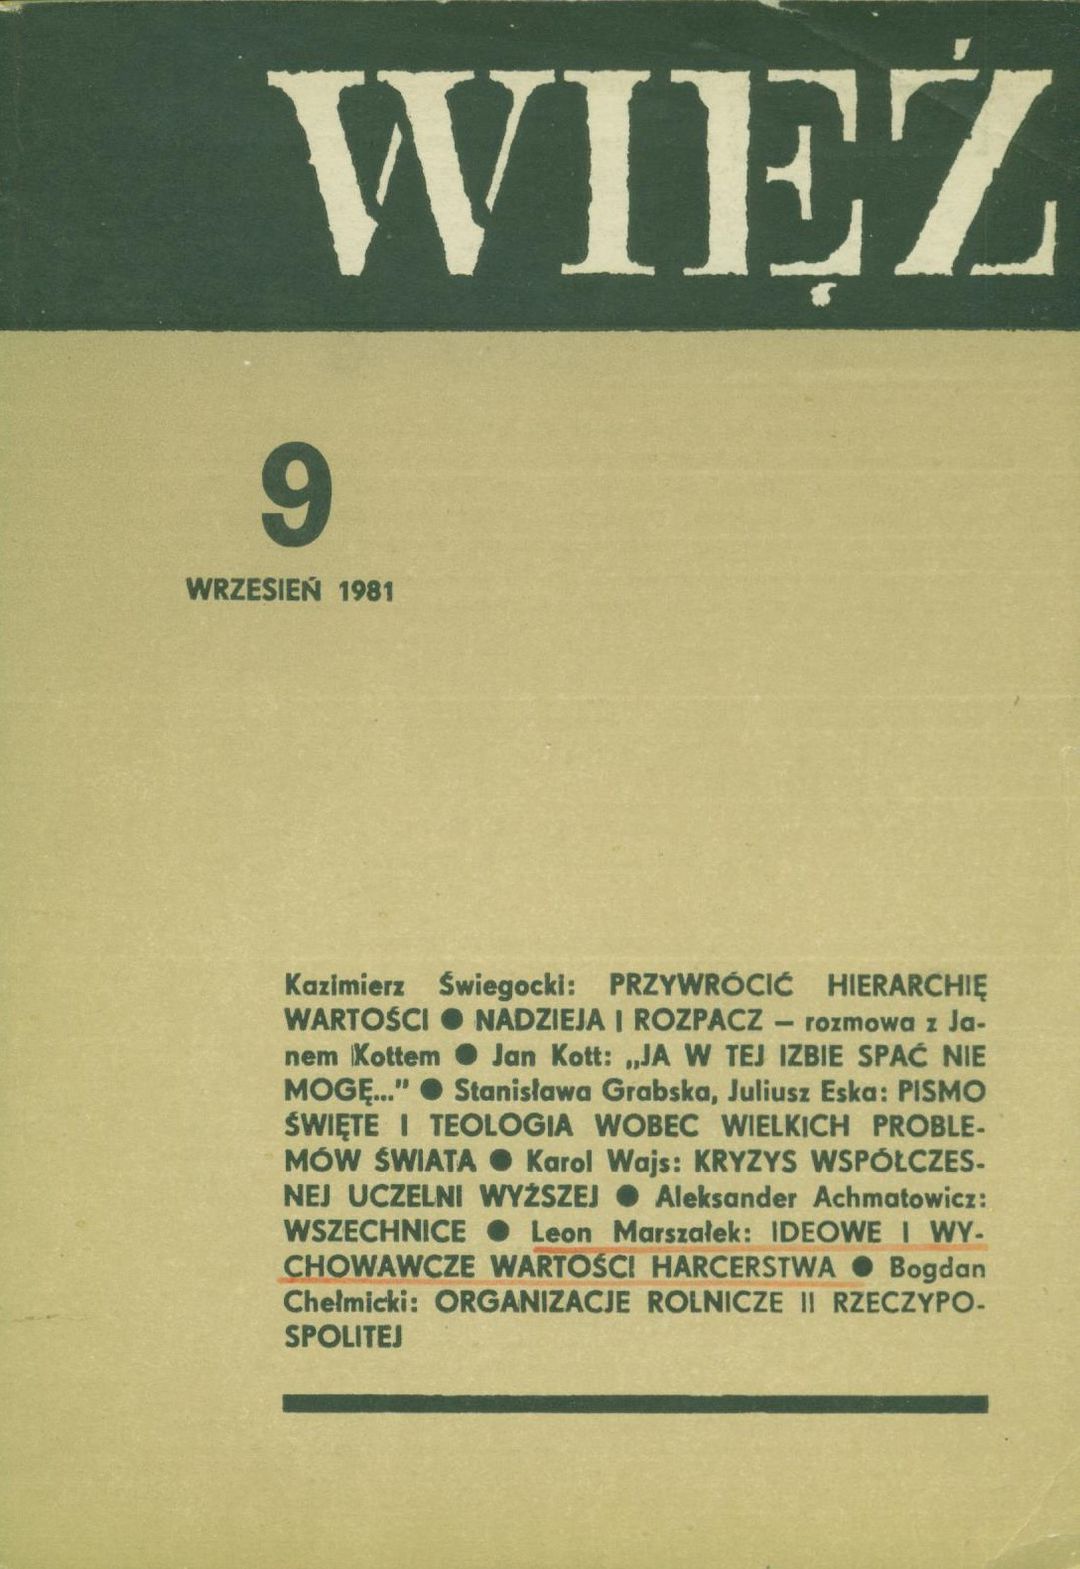 WIĘŹ
9
WRZESIEŃ 1981
Kazimierz Świegocki: PRZYWRÓCIĆ HIERARCHIĘ
WARTOŚCI ● NADZIEJA I ROZPACZ — rozmowa z Ja-
nem Kottem ● Jan Kott: „JA W TEJ IZBIE SPAĆ NIE
MOGĘ..." ● Stanisława Grabska, Juliusz Eska: PISMO
ŚWIĘTE I TEOLOGIA WOBEC WIELKICH PROBLE-
MÓW ŚWIATA ● Karol Wajs: KRYZYS WSPÓŁCZES-
NEJ UCZELNI WYŻSZEJ ● Aleksander Achmatowicz:
WSZECHNICE ● Leon Marszałek: IDEOWE I WY-
CHOWAWCZE WARTOŚCI HARCERSTWA ● Bogdan
Chełmicki: ORGANIZACJE ROLNICZE II RZECZYPO-
SPOLITEJ